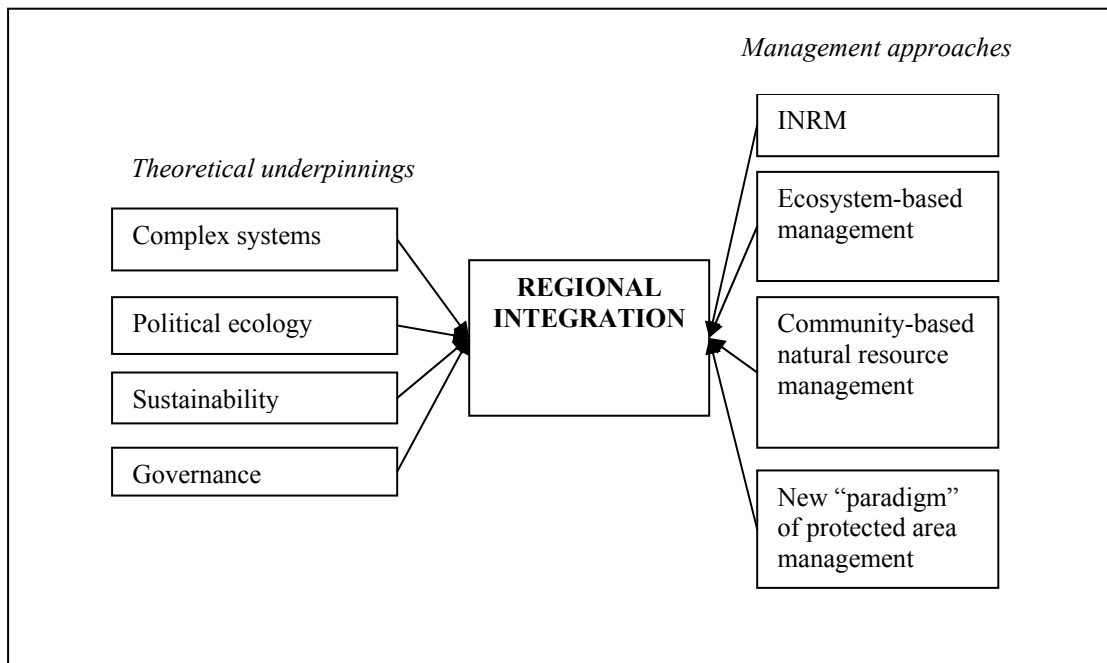 Management approaches
INRM
Theoretical underpinnings
Ecosystem-based
management
Complex systems
REGIONAL
INTEGRATION
Political ecology
Community-based
natural resource
management
Sustainability
Governance
New “paradigm”
of protected area
management